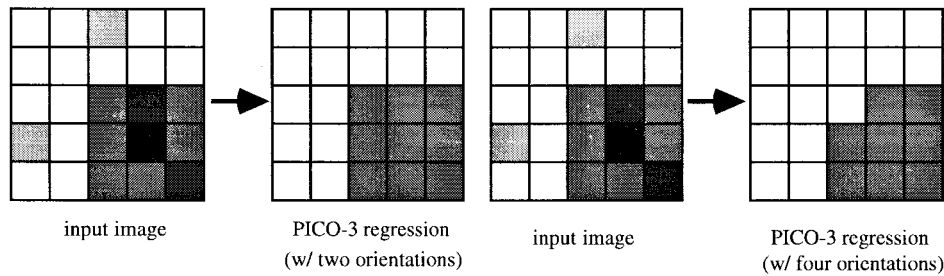 input image
PICO-3 regression
(w/ two orientations)
input image
PICO-3 regression
(w/ four orientations)